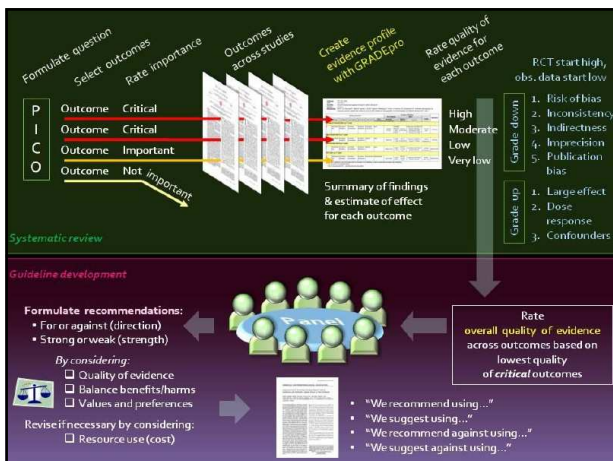 Formulate question
Select outcomes
Rate importance
Outcomes
across studies
Create
evidence profile
with GRADEpro
Rate quality of
evidence for
each outcome
P
I
C
O
Outcome Critical
Outcome Critical
Outcome Important
Outcome Not important
High
Moderate
Low
Very low
Summary of findings
& estimate of effect
for each outcome
RCT start high,
obs. data start low
Grade down
1. Risk of bias
2. Inconsistency
3. Indirectness
4. Imprecision
5. Publication
bias
Grade up
1. Large effect
2. Dose
response
3. Confounders
Systematic review
Guideline development
Formulate recommendations:
• For or against (direction)
• Strong or weak (strength)
By considering:
❑ Quality of evidence
❑ Balance benefits/harms
❑ Values and preferences
Revise if necessary by considering:
❑ Resource use (cost)
Panel
Rate
overall quality of evidence
across outcomes based on
lowest quality
of critical outcomes
• “We recommend using...”
• “We suggest using...”
• “We recommend against using...”
• “We suggest against using...”